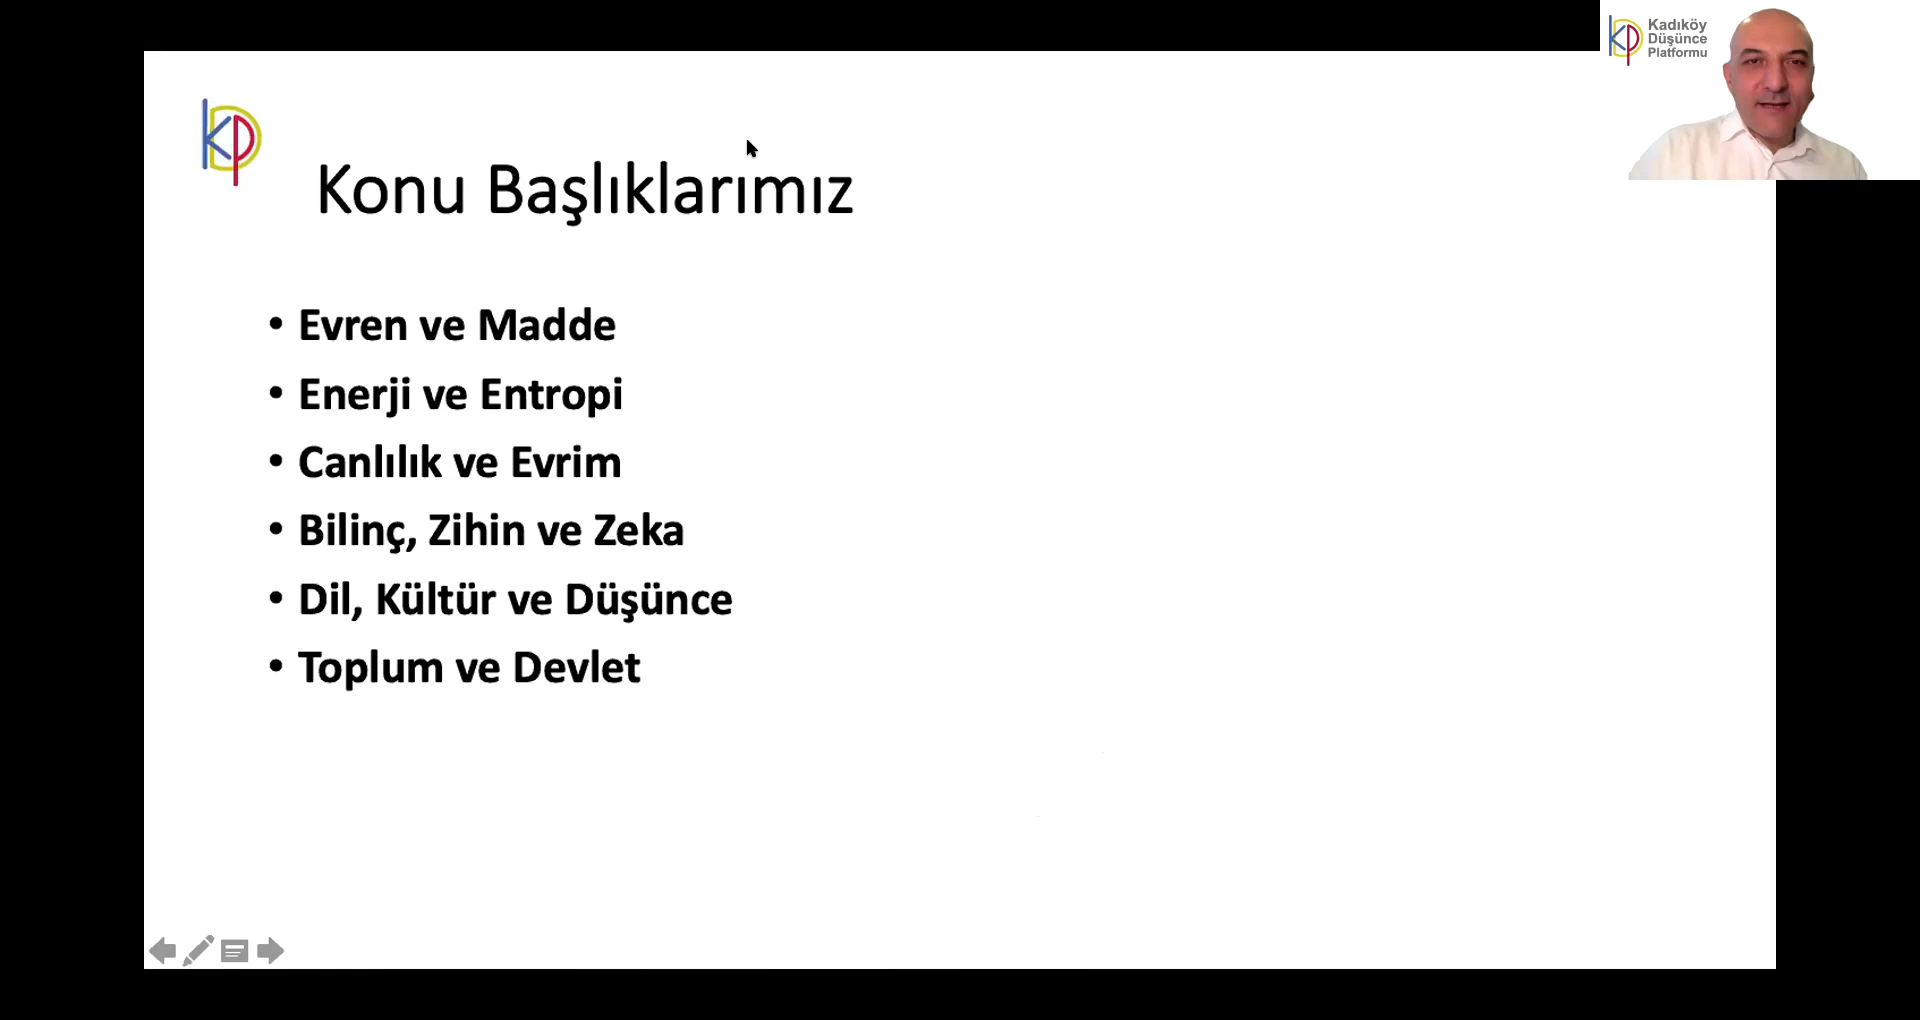 Kadıköy
Düşünce
Platformu
KDP
Konu Başlıklarımız
• Evren ve Madde
• Enerji ve Entropi
• Canlılık ve Evrim
• Bilinç, Zihin ve Zeka
• Dil, Kültür ve Düşünce
• Toplum ve Devlet